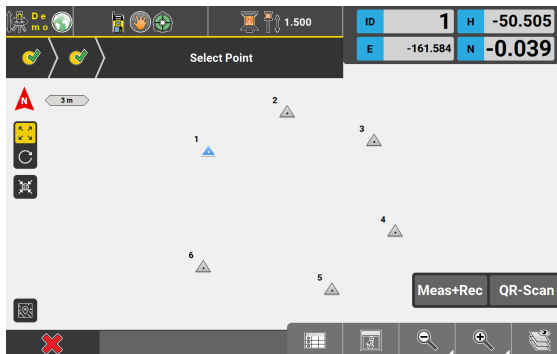 De
mo
1.500
ID 1 H -50.505
E -161.584 N -0.039
Select Point
N 3 m
2
3
1
4
6
5
Meas+Rec QR-Scan